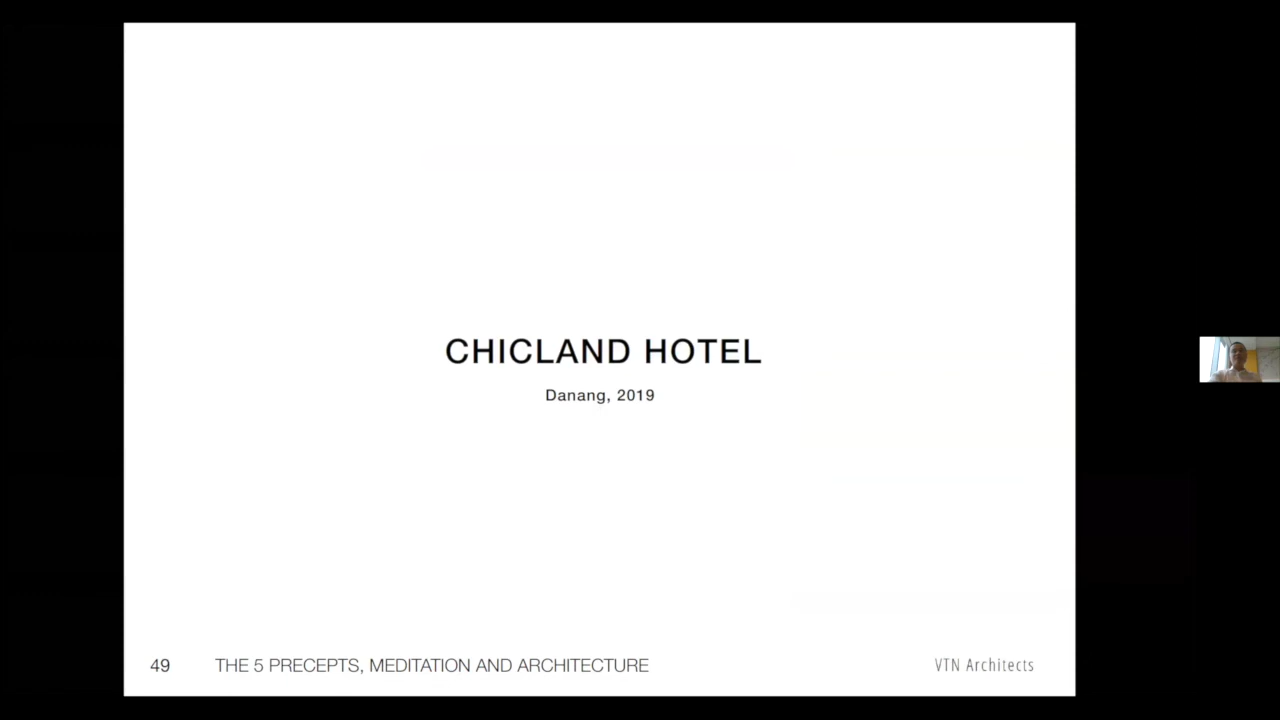 CHICLAND HOTEL
Danang, 2019
49 THE 5 PRECEPTS, MEDITATION AND ARCHITECTURE VTN Architects